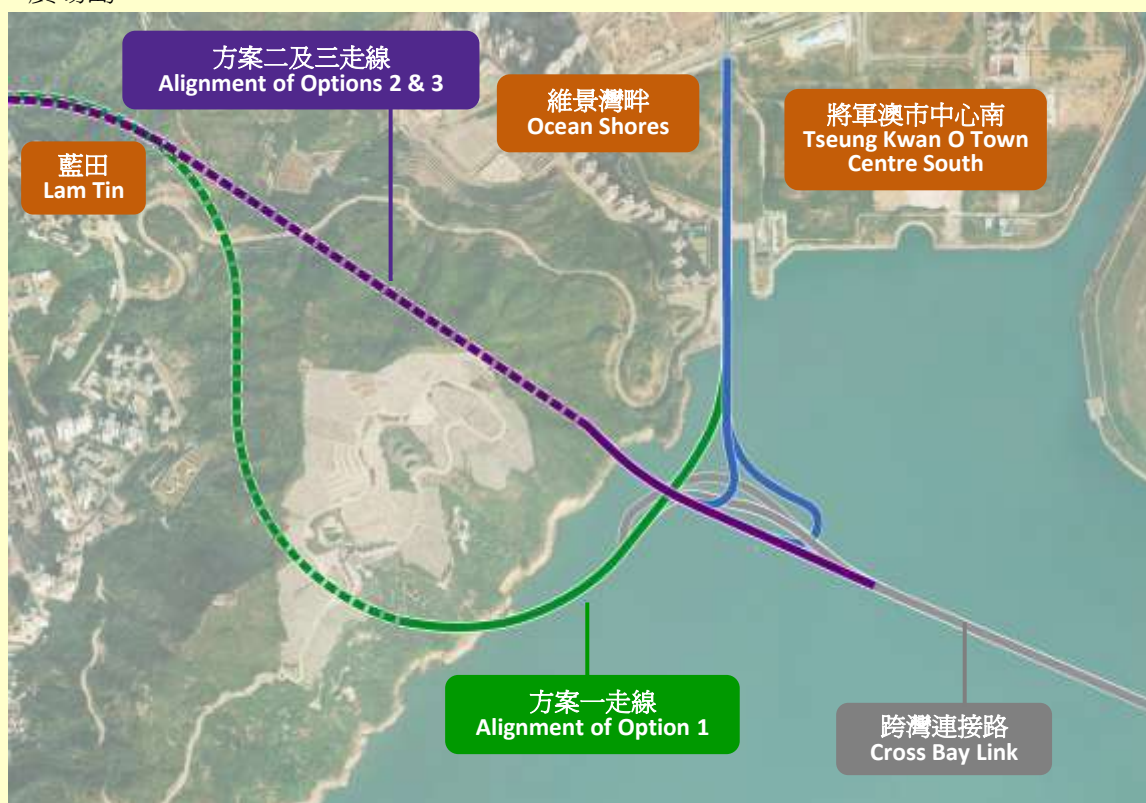 方案二及三走線
Alignment of Options 2 & 3
維景灣畔
Ocean Shores
將軍澳市中心南
Tseung Kwan O Town
Centre South
藍田
Lam Tin
方案一走線
Alignment of Option 1
跨灣連接路
Cross Bay Link